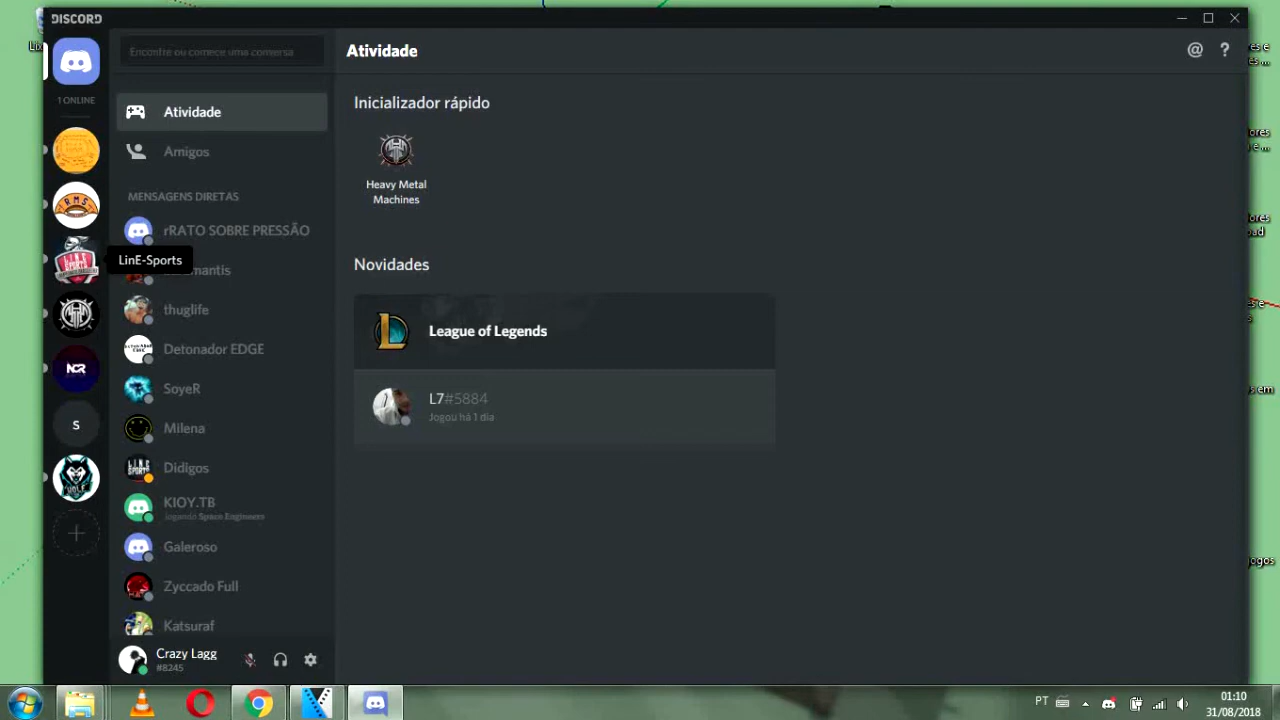 DISCORD
Encontre ou comece uma conversa
Atividade
@ ?
1 ONLINE
Atividade
Inicializador rápido
Amigos
Heavy Metal
Machines
MENSAGENS DIRETAS
RMS
rRATO SOBRE PRESSÃO
LinE-Sports
mantis
Novidades
thuglife
League of Legends
Detonador EDGE
NCR
SoyeR
L7#5884
Jogou há 1 dia
S
Milena
Didigos
WOLF
KIOY.TB
jogando Space Engineers
Galeroso
Zyccado Full
Katsuraf
Crazy Lagg
#8245
PT
01:10
31/08/2018